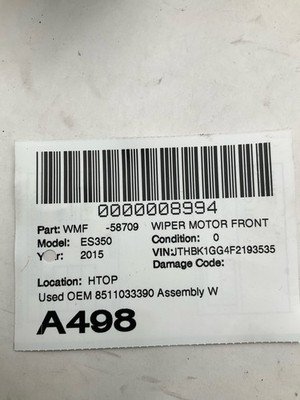 0000008994
Part: WMF -58709 WIPER MOTOR FRONT
Model: ES350 Condition: 0
Year: 2015 VIN:JTHBK1GG4F2193535
Damage Code:
Location: HTOP
Used OEM 8511033390 Assembly W
A498